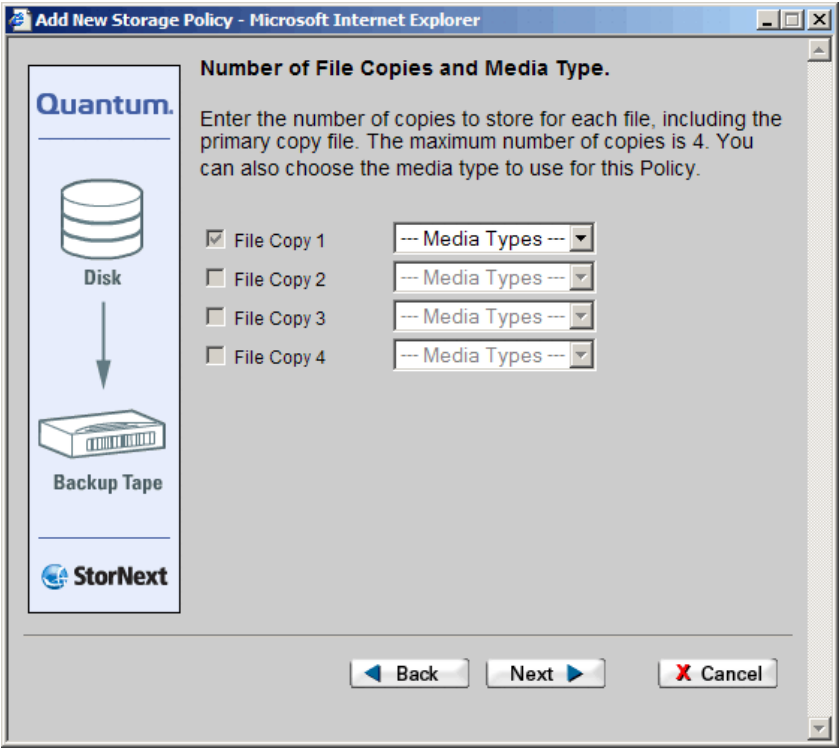 Add New Storage Policy - Microsoft Internet Explorer
Quantum.
Disk
Backup Tape
StorNext
Number of File Copies and Media Type.
Enter the number of copies to store for each file, including the
primary copy file. The maximum number of copies is 4. You
can also choose the media type to use for this Policy.
File Copy 1 --- Media Types ---
File Copy 2 --- Media Types ---
File Copy 3 --- Media Types ---
File Copy 4 --- Media Types ---
Back Next X Cancel